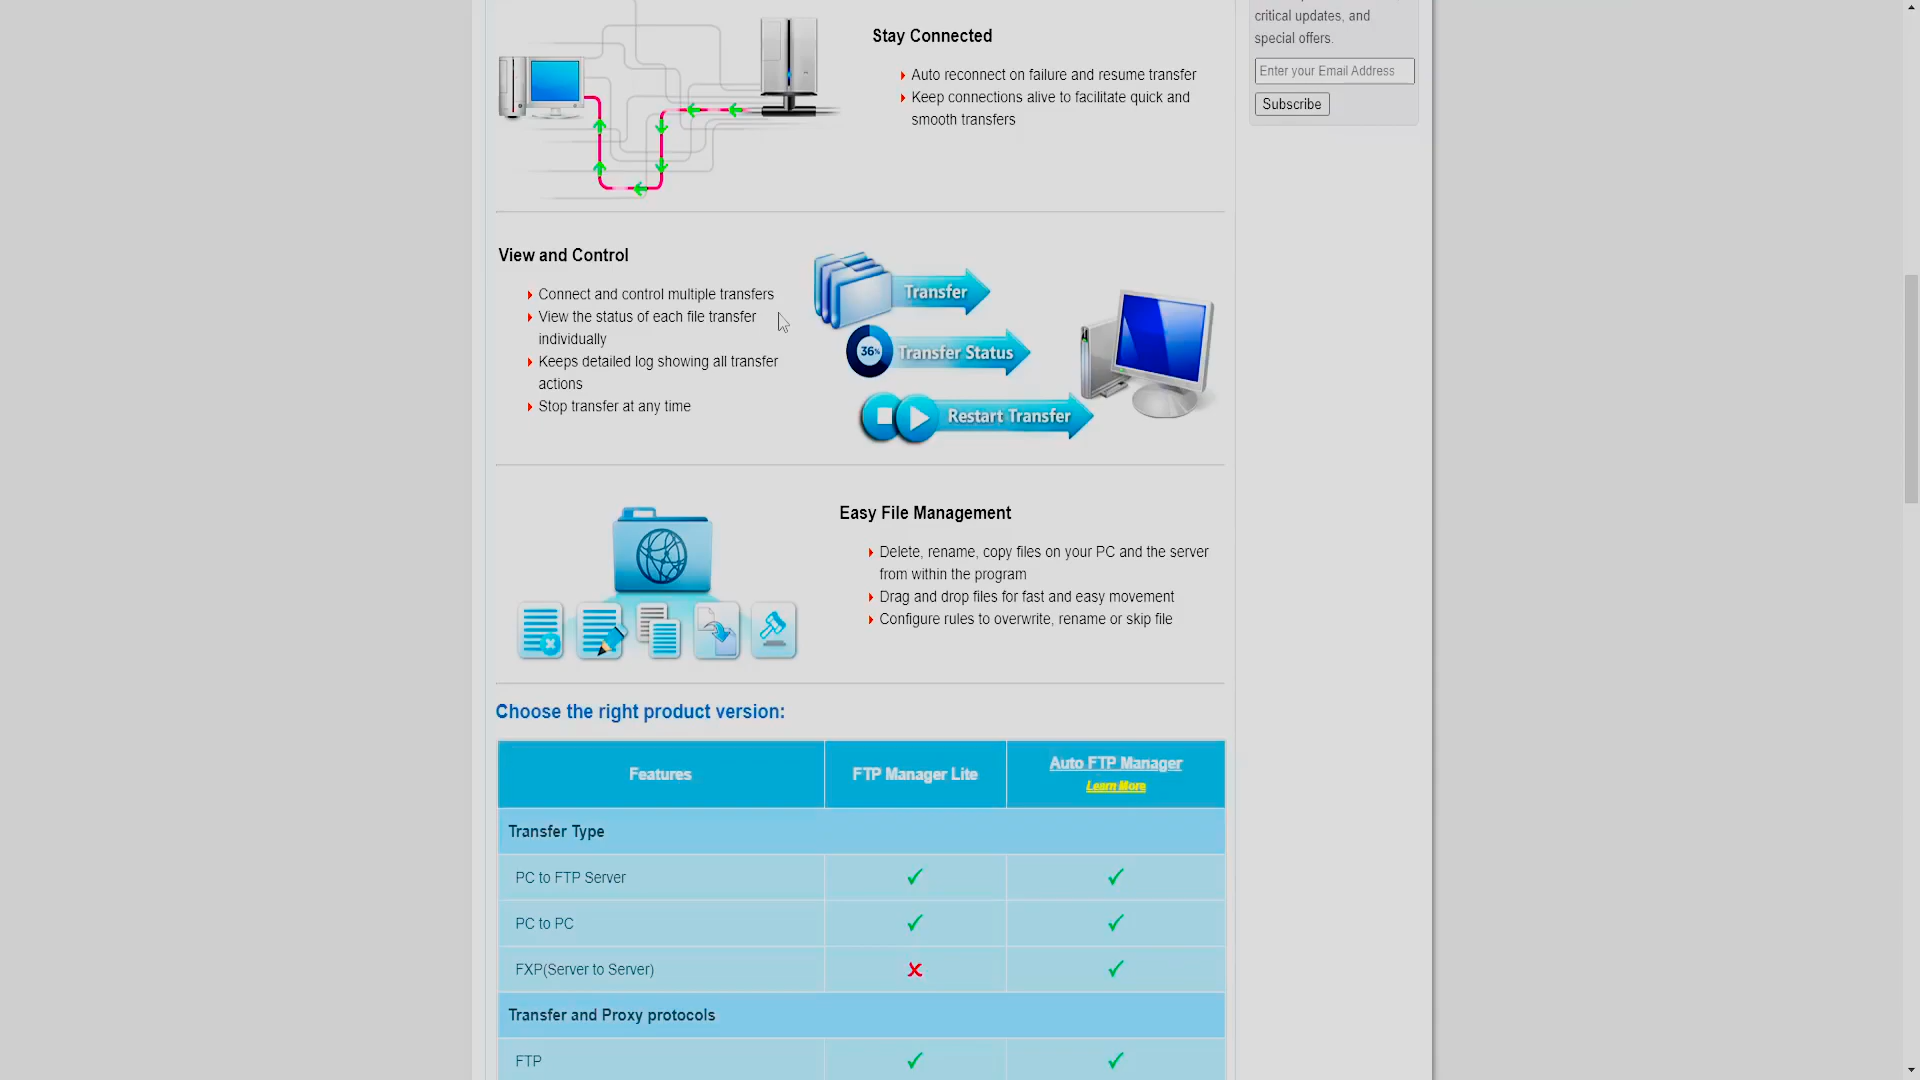 critical updates, and
special offers.
Enter your Email Address
Subscribe
Stay Connected
Auto reconnect on failure and resume transfer
Keep connections alive to facilitate quick and
smooth transfers
View and Control
Connect and control multiple transfers
View the status of each file transfer
individually
Keeps detailed log showing all transfer
actions
Stop transfer at any time
Transfer
36%
Transfer Status
Restart Transfer
Easy File Management
Delete, rename, copy files on your PC and the server
from within the program
Drag and drop files for fast and easy movement
Configure rules to overwrite, rename or skip file
Choose the right product version:
Features
FTP Manager Lite
Auto FTP Manager
Learn More
Transfer Type
PC to FTP Server
PC to PC
FXP(Server to Server)
Transfer and Proxy protocols
FTP